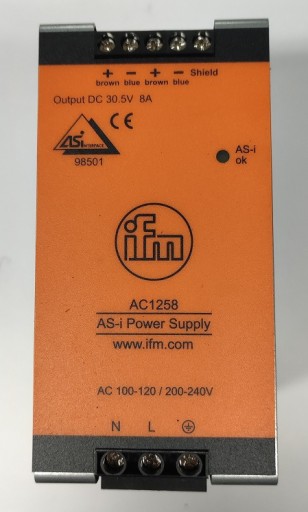 + − + − Shield
brown blue brown blue
Output DC 30.5V 8A
ASi INTERFACE CE
98501
AS-i
ok
ifm
AC1258
AS-i Power Supply
www.ifm.com
AC 100-120 / 200-240V
N L